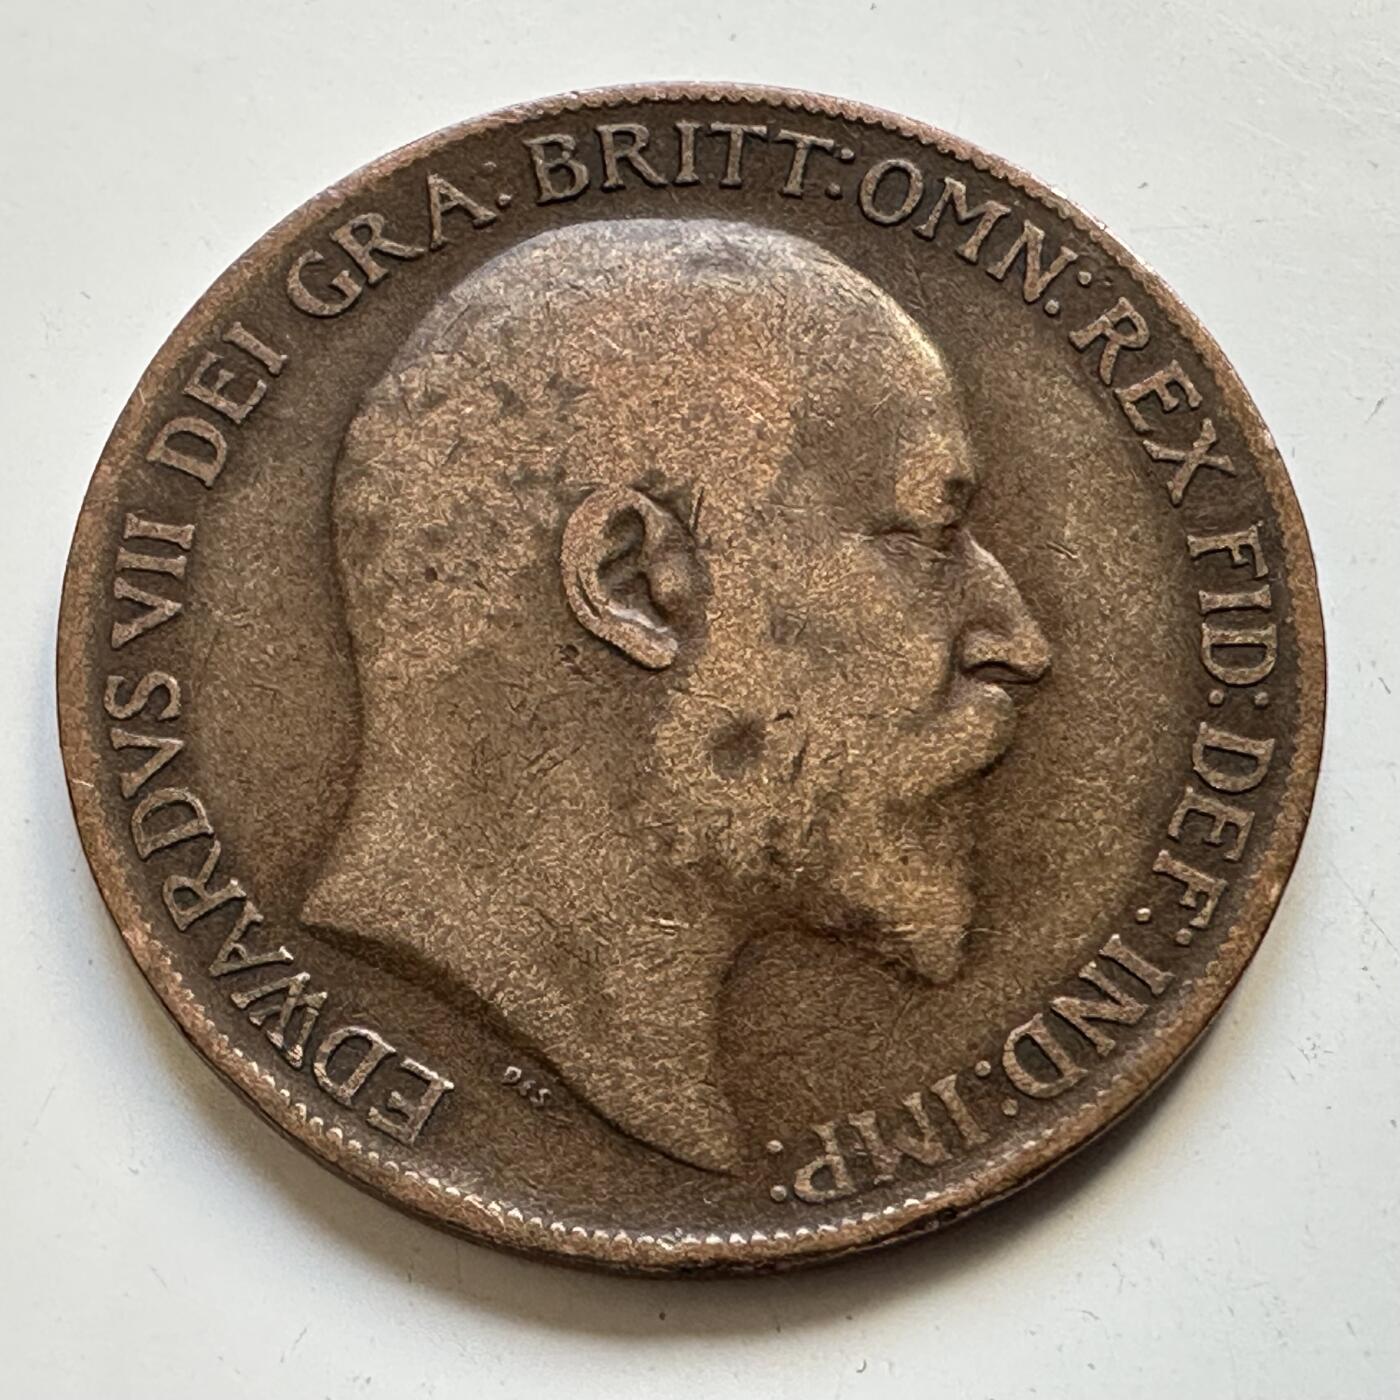 EDWARDVS VII DEI GRA: BRITT: OMN: REX FID: DEF: IND: IMP:
DES